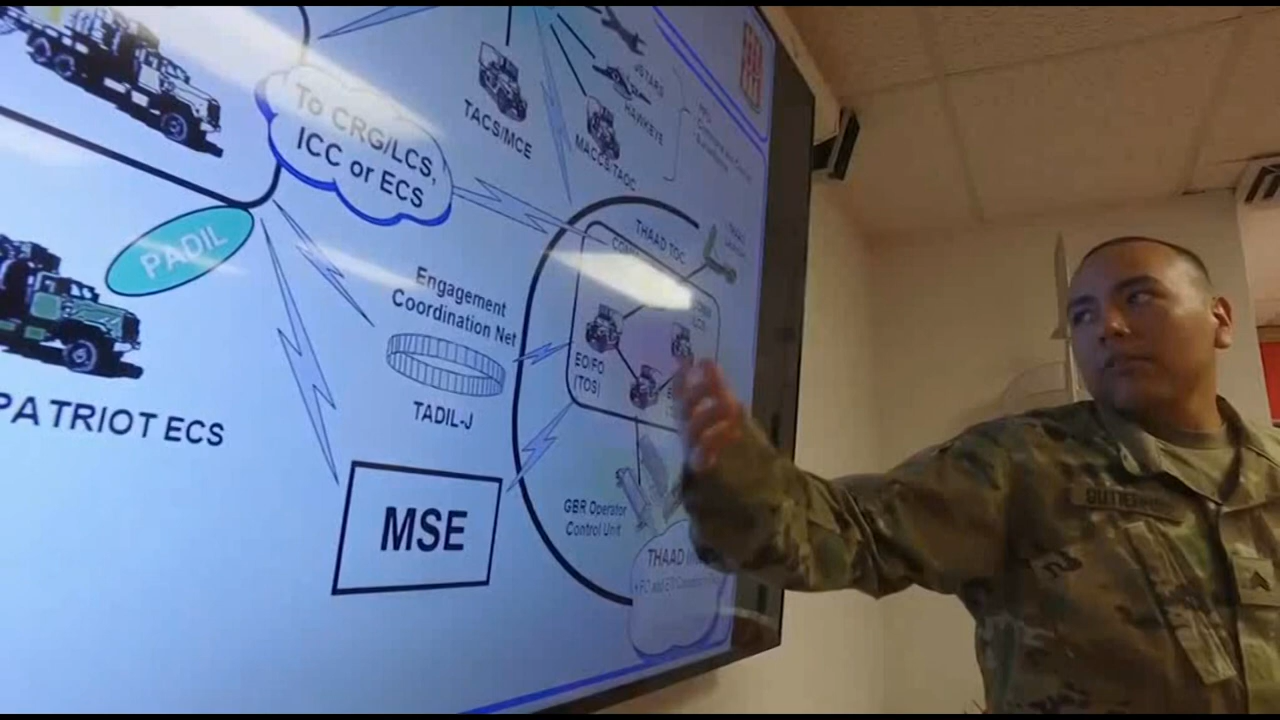 To CRG/LCS,
ICC or ECS
TACS/MCE
JSTARS
HAWKEYE
MACCS/TAOC
PADIL
PATRIOT ECS
Engagement
Coordination Net
TADIL-J
MSE
THAAD TOC
EO/FO
(TOS)
GBR Operator
Control Unit
THAAD